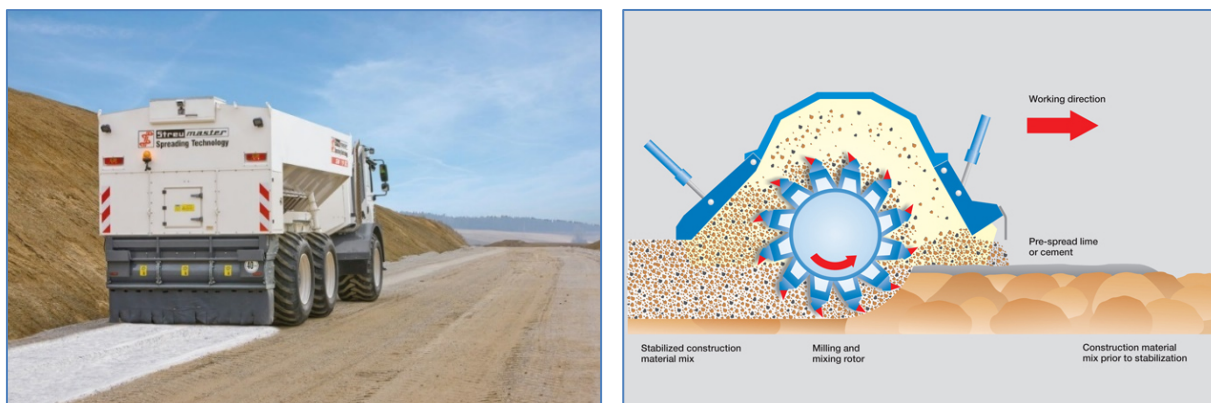 Streumaster
Spreading Technology
Working direction
Pre-spread lime
or cement
Stabilized construction
material mix
Milling and
mixing rotor
Construction material
mix prior to stabilization